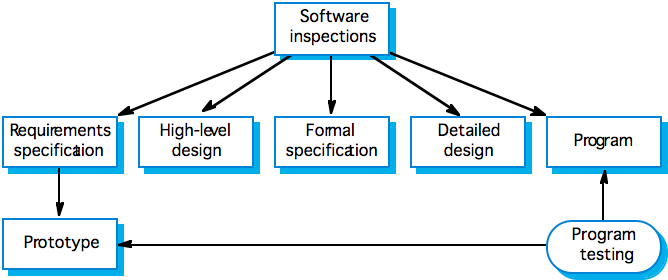 Software
inspections
Requirements
specification
High-level
design
Formal
specification
Detailed
design
Program
Prototype
Program
testing